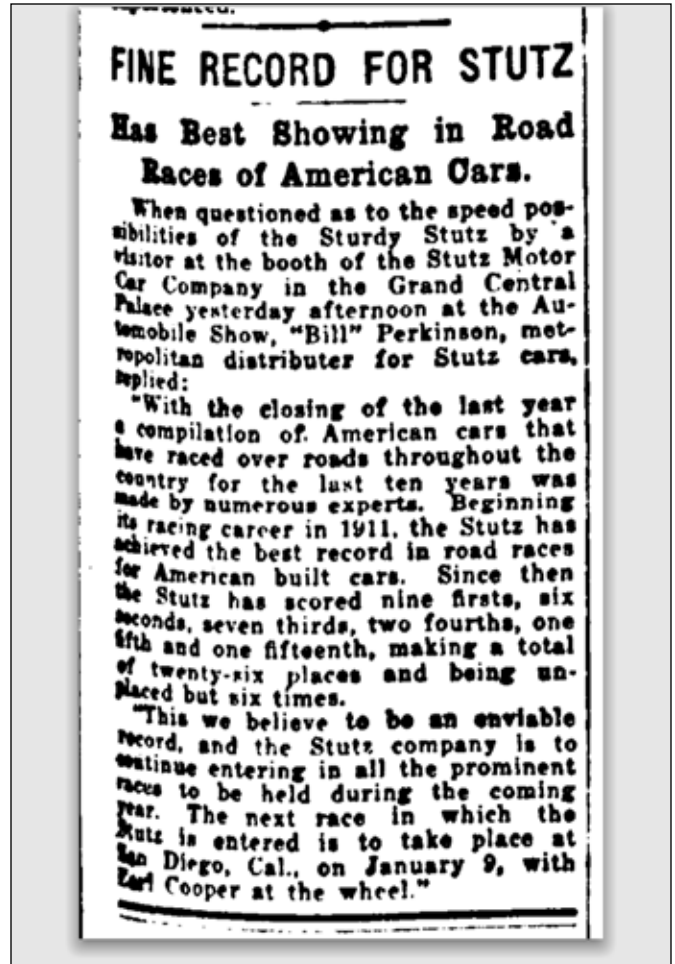 FINE RECORD FOR STUTZ
Has Best Showing in Road
Races of American Cars.
When questioned as to the speed pos-
sibilities of the Sturdy Stutz by a
visitor at the booth of the Stutz Motor
Car Company in the Grand Central
Palace yesterday afternoon at the Au-
tomobile Show, "Bill" Perkinson, met-
ropolitan distributer for Stutz cars,
replied:
"With the closing of the last year
a compilation of American cars that
have raced over roads throughout the
country for the last ten years was
made by numerous experts. Beginning
its racing career in 1911, the Stutz has
achieved the best record in road races
for American built cars. Since then
the Stutz has scored nine firsts, six
seconds, seven thirds, two fourths, one
fifth and one fifteenth, making a total
of twenty-six places and being un-
placed but six times.
"This we believe to be an enviable
record, and the Stutz company is to
continue entering in all the prominent
races to be held during the coming
year. The next race in which the
Stutz is entered is to take place at
San Diego, Cal., on January 9, with
Earl Cooper at the wheel."